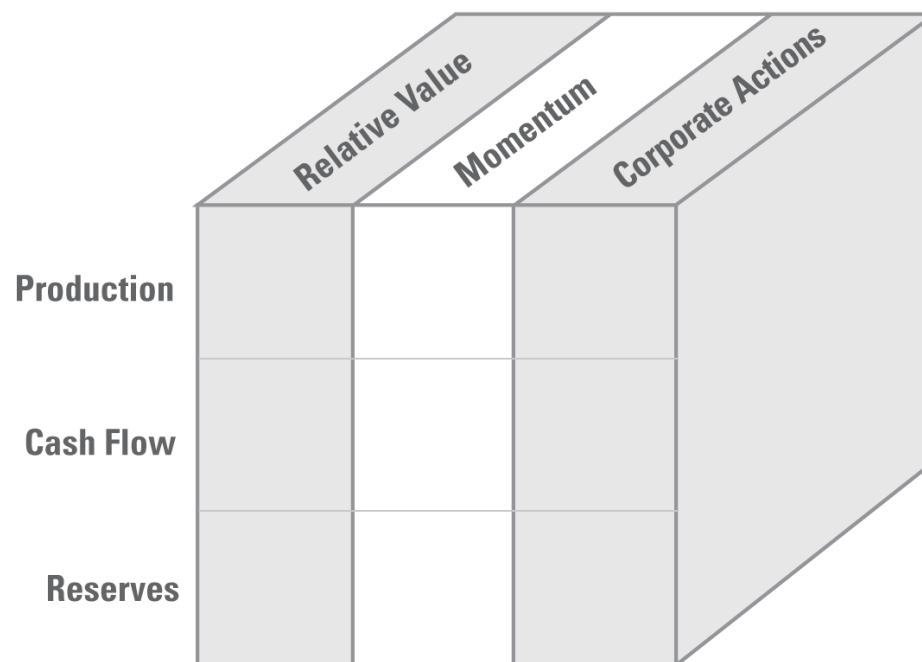 Relative Value
Momentum
Corporate Actions
Production
Cash Flow
Reserves